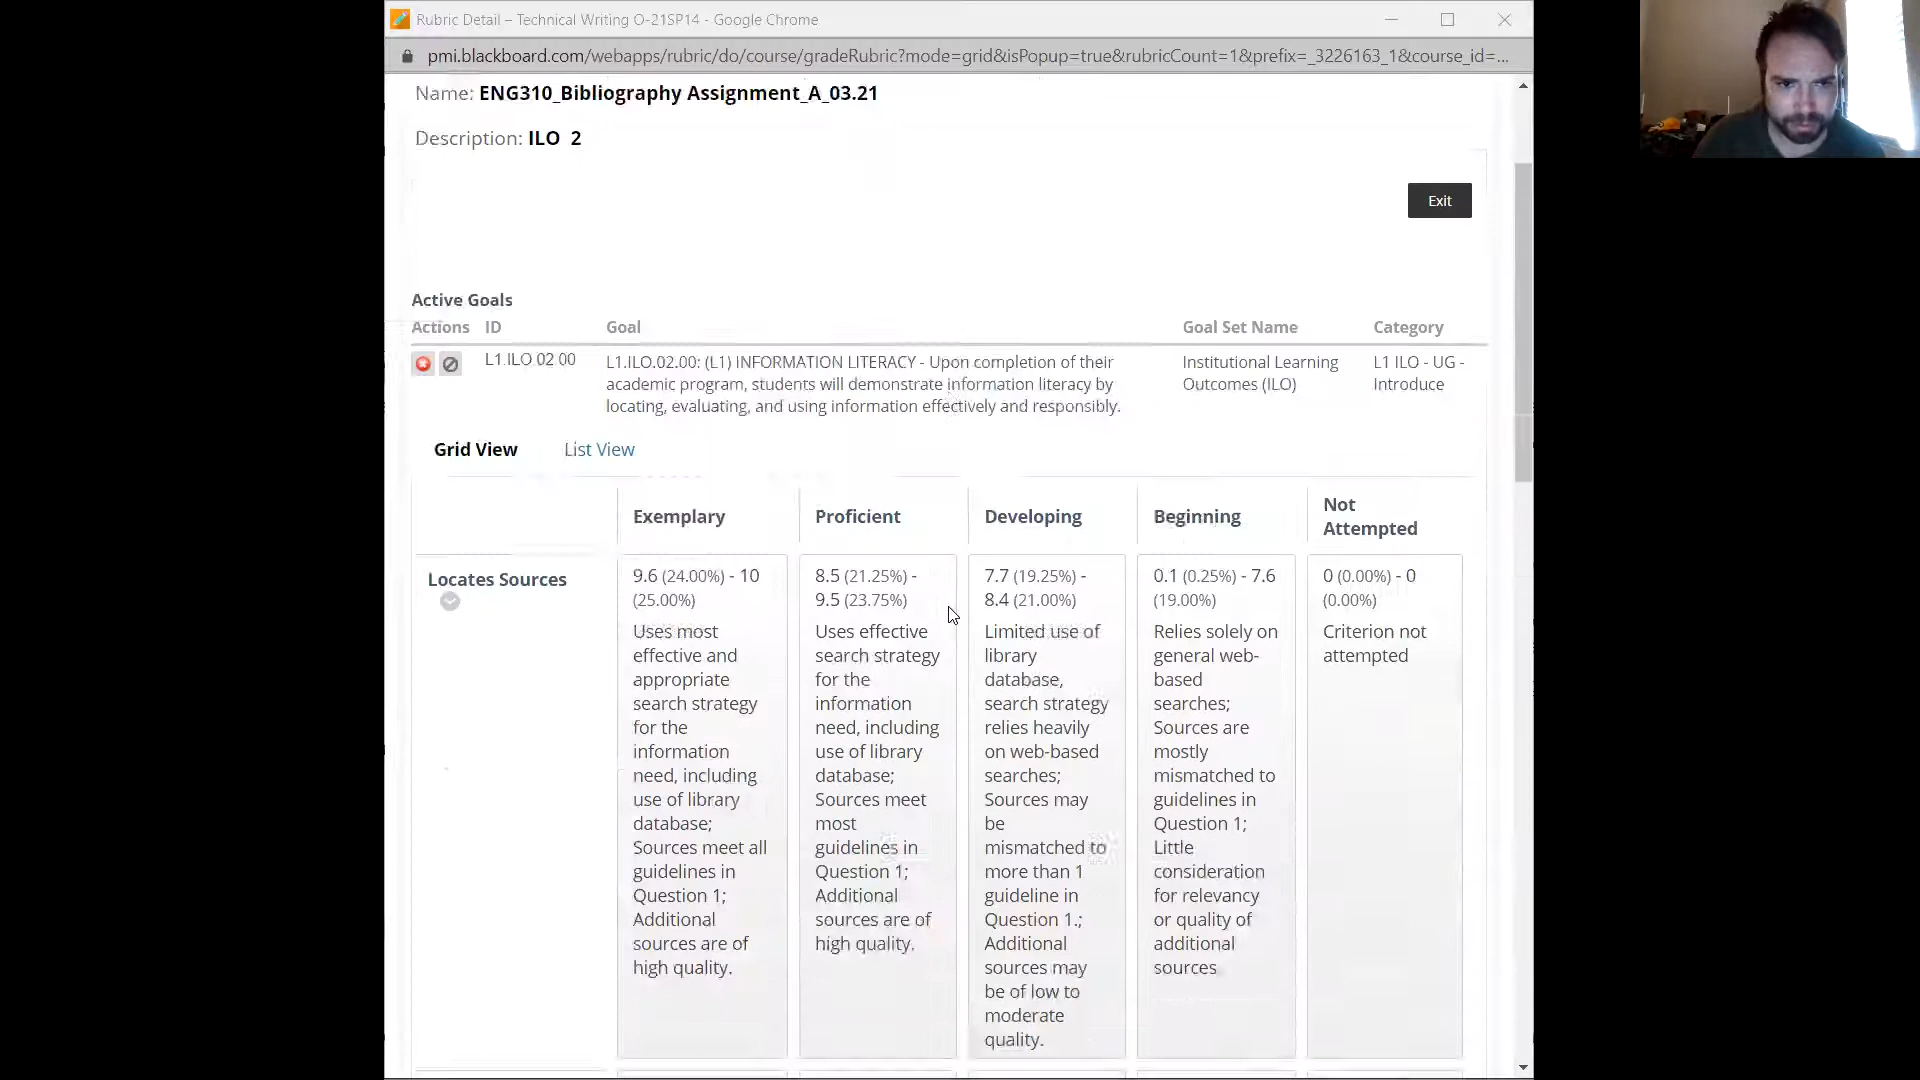 Rubric Detail – Technical Writing O-21SP14 - Google Chrome
pmi.blackboard.com/webapps/rubric/do/course/gradeRubric?mode=grid&isPopup=true&rubricCount=1&prefix=_3226163_1&course_id=...
Name: ENG310_Bibliography Assignment_A_03.21
Description: ILO 2
Exit
Active Goals
Actions ID Goal Goal Set Name Category
L1.ILO.02.00
L1.ILO.02.00: (L1) INFORMATION LITERACY - Upon completion of their
academic program, students will demonstrate information literacy by
locating, evaluating, and using information effectively and responsibly.
Institutional Learning
Outcomes (ILO)
L1 ILO - UG -
Introduce
Grid View List View
Exemplary
Proficient
Developing
Beginning
Not
Attempted
Locates Sources
9.6 (24.00%) - 10
(25.00%)
Uses most
effective and
appropriate
search strategy
for the
information
need, including
use of library
database;
Sources meet all
guidelines in
Question 1;
Additional
sources are of
high quality.
8.5 (21.25%) -
9.5 (23.75%)
Uses effective
search strategy
for the
information
need, including
use of library
database;
Sources meet
most
guidelines in
Question 1;
Additional
sources are of
high quality.
7.7 (19.25%) -
8.4 (21.00%)
Limited use of
library
database,
search strategy
relies heavily
on web-based
searches;
Sources may
be
mismatched to
more than 1
guideline in
Question 1.;
Additional
sources may
be of low to
moderate
quality.
0.1 (0.25%) - 7.6
(19.00%)
Relies solely on
general web-
based
searches;
Sources are
mostly
mismatched to
guidelines in
Question 1;
Little
consideration
for relevancy
or quality of
additional
sources.
0 (0.00%) - 0
(0.00%)
Criterion not
attempted